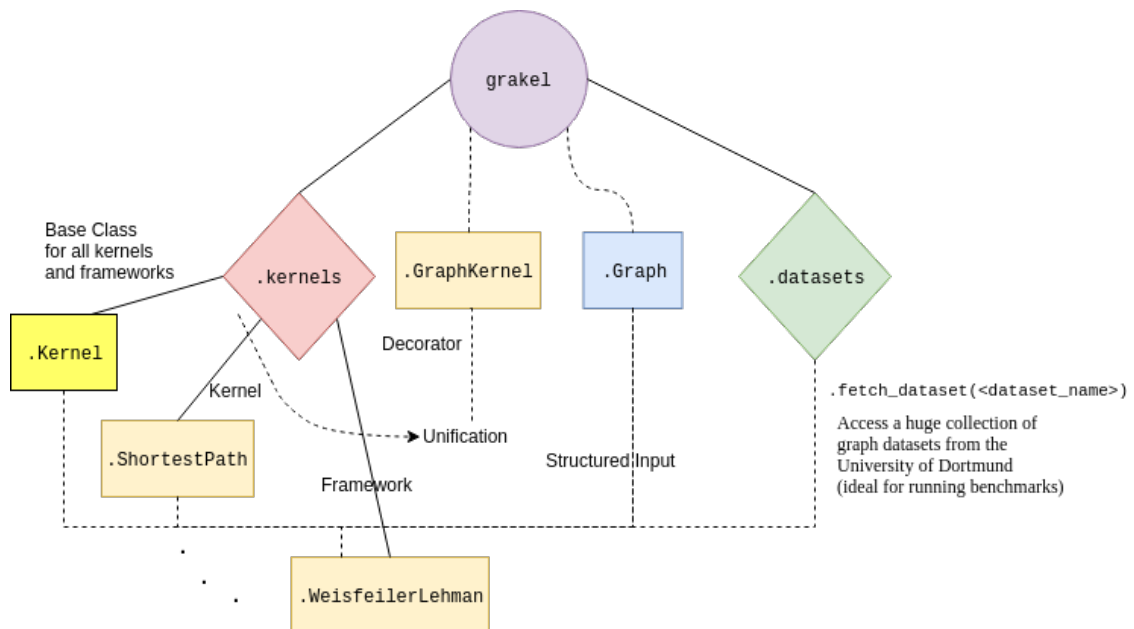 grakel
Base Class
for all kernels
and frameworks
.kernels
.GraphKernel
.Graph
.datasets
.Kernel
Decorator
Kernel
.fetch_dataset(<dataset_name>)
Access a huge collection of
graph datasets from the
University of Dortmund
(ideal for running benchmarks)
Unification
.ShortestPath
Structured Input
Framework
.WeisfeilerLehman